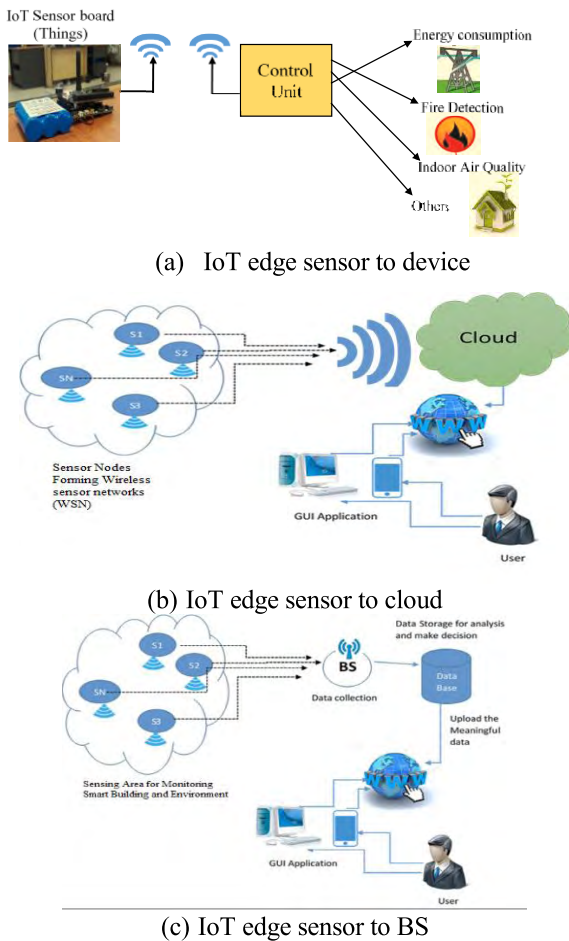 IoT Sensor board
(Things)
Control
Unit
Energy consumption
Fire Detection
Indoor Air Quality
Others
(a) IoT edge sensor to device
S1
S2
SN
S3
Cloud
WWW
Sensor Nodes
Forming Wireless
sensor networks
(WSN)
GUI Application
User
(b) IoT edge sensor to cloud
Data Storage for analysis
and make decision
S1
S2
SN
S3
BS
Data collection
Data
Base
Upload the
Meaningful
data
WWW
Sensing Area for Monitoring
Smart Building and Environment
GUI Application
User
(c) IoT edge sensor to BS